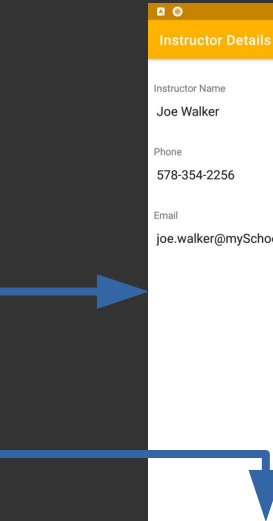 Instructor Details
Instructor Name
Joe Walker
Phone
578-354-2256
Email